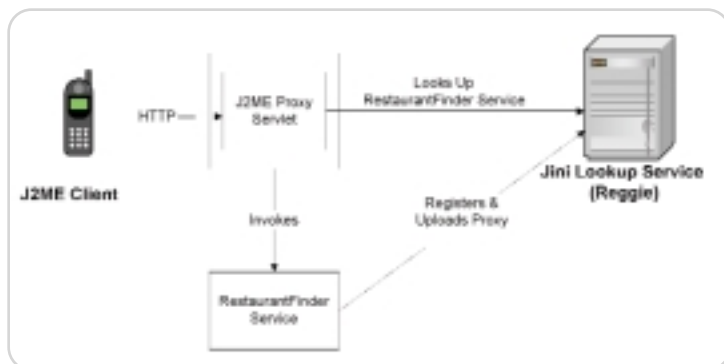 Looks Up
RestaurantFinder Service
HTTP
J2ME Proxy
Servlet
J2ME Client
Jini Lookup Service
(Reggie)
Registers &
Uploads Proxy
Invokes
RestaurantFinder
Service